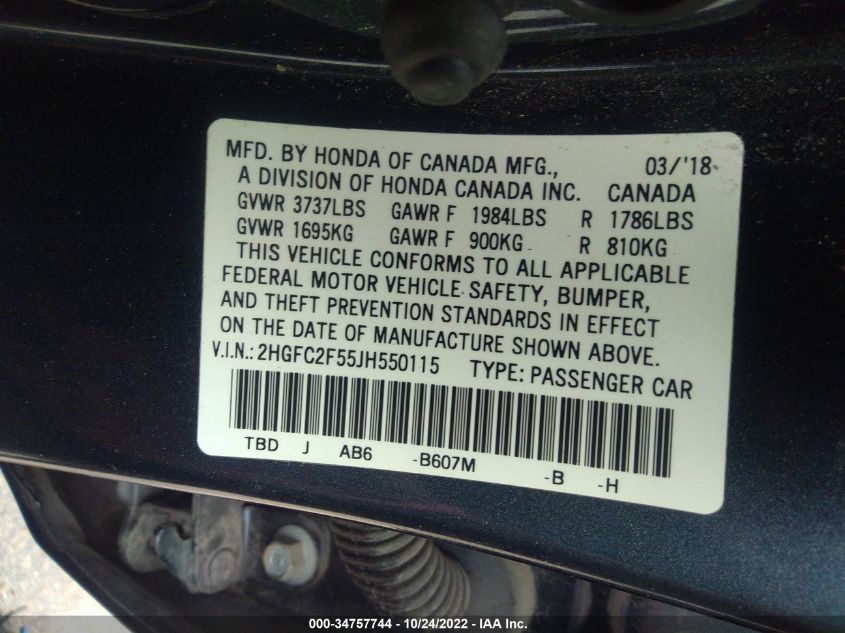 MFD. BY HONDA OF CANADA MFG., 03/'18
A DIVISION OF HONDA CANADA INC. CANADA
GVWR 3737LBS GAWR F 1984LBS R 1786LBS
GVWR 1695KG GAWR F 900KG R 810KG
THIS VEHICLE CONFORMS TO ALL APPLICABLE
FEDERAL MOTOR VEHICLE SAFETY, BUMPER,
AND THEFT PREVENTION STANDARDS IN EFFECT
ON THE DATE OF MANUFACTURE SHOWN ABOVE.
V.I.N.: 2HGFC2F55JH550115 TYPE: PASSENGER CAR
TBD J AB6 -B607M -B -H
000-34757744 - 10/24/2022 - IAA Inc.